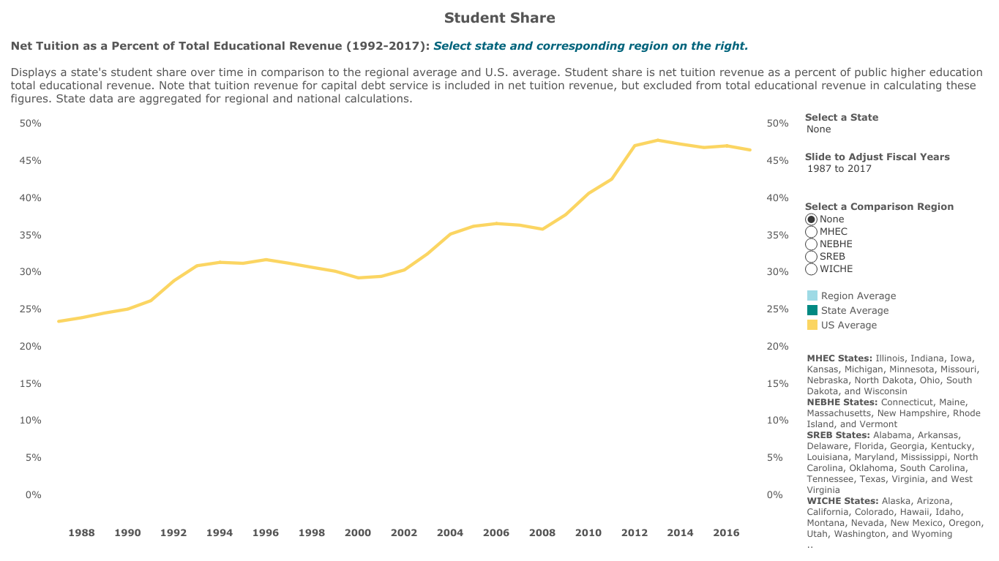 Student Share
Net Tuition as a Percent of Total Educational Revenue (1992-2017): Select state and corresponding region on the right.
Displays a state's student share over time in comparison to the regional average and U.S. average. Student share is net tuition revenue as a percent of public higher education
total educational revenue. Note that tuition revenue for capital debt service is included in net tuition revenue, but excluded from total educational revenue in calculating these
figures. State data are aggregated for regional and national calculations.
50%
45%
40%
35%
30%
25%
20%
15%
10%
5%
0%
50%
45%
40%
35%
30%
25%
20%
15%
10%
5%
0%
1988 1990 1992 1994 1996 1998 2000 2002 2004 2006 2008 2010 2012 2014 2016
Select a State
None
Slide to Adjust Fiscal Years
1987 to 2017
Select a Comparison Region
None
MHEC
NEBHE
SREB
WICHE
Region Average
State Average
US Average
MHEC States: Illinois, Indiana, Iowa,
Kansas, Michigan, Minnesota, Missouri,
Nebraska, North Dakota, Ohio, South
Dakota, and Wisconsin
NEBHE States: Connecticut, Maine,
Massachusetts, New Hampshire, Rhode
Island, and Vermont
SREB States: Alabama, Arkansas,
Delaware, Florida, Georgia, Kentucky,
Louisiana, Maryland, Mississippi, North
Carolina, Oklahoma, South Carolina,
Tennessee, Texas, Virginia, and West
Virginia
WICHE States: Alaska, Arizona,
California, Colorado, Hawaii, Idaho,
Montana, Nevada, New Mexico, Oregon,
Utah, Washington, and Wyoming
..